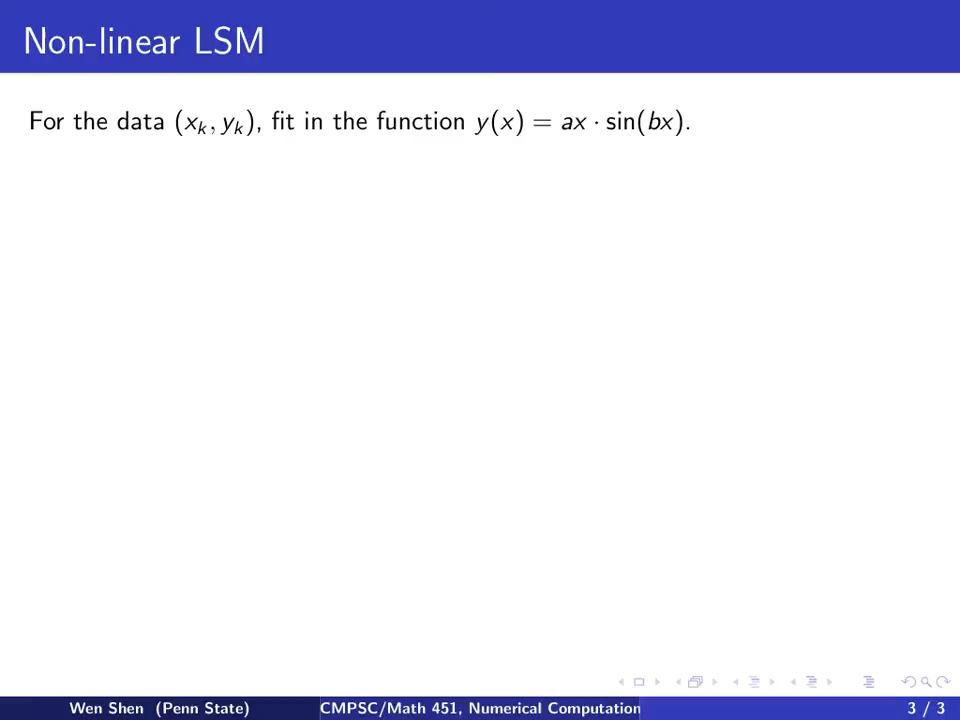 Non-linear LSM
For the data (x_k, y_k), fit in the function y(x) = ax · sin(bx).
Wen Shen (Penn State)
CMPSC/Math 451, Numerical Computation
3 / 3